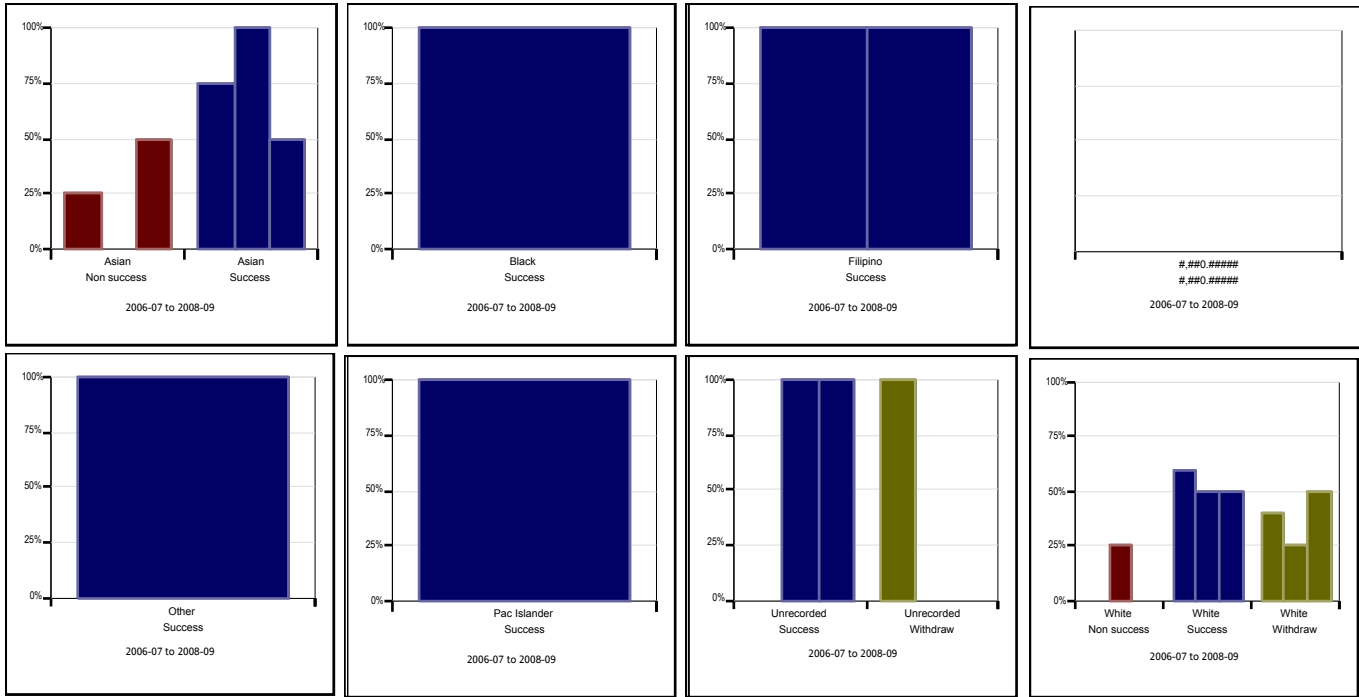 100%
75%
50%
25%
0%
Asian Asian
Non success Success
2006-07 to 2008-09
100%
75%
50%
25%
0%
Black
Success
2006-07 to 2008-09
100%
75%
50%
25%
0%
Filipino
Success
2006-07 to 2008-09
#,##0.#####
#,##0.#####
2006-07 to 2008-09
100%
75%
50%
25%
0%
Other
Success
2006-07 to 2008-09
100%
75%
50%
25%
0%
Pac Islander
Success
2006-07 to 2008-09
100%
75%
50%
25%
0%
Unrecorded Unrecorded
Success Withdraw
2006-07 to 2008-09
100%
75%
50%
25%
0%
White White White
Non success Success Withdraw
2006-07 to 2008-09